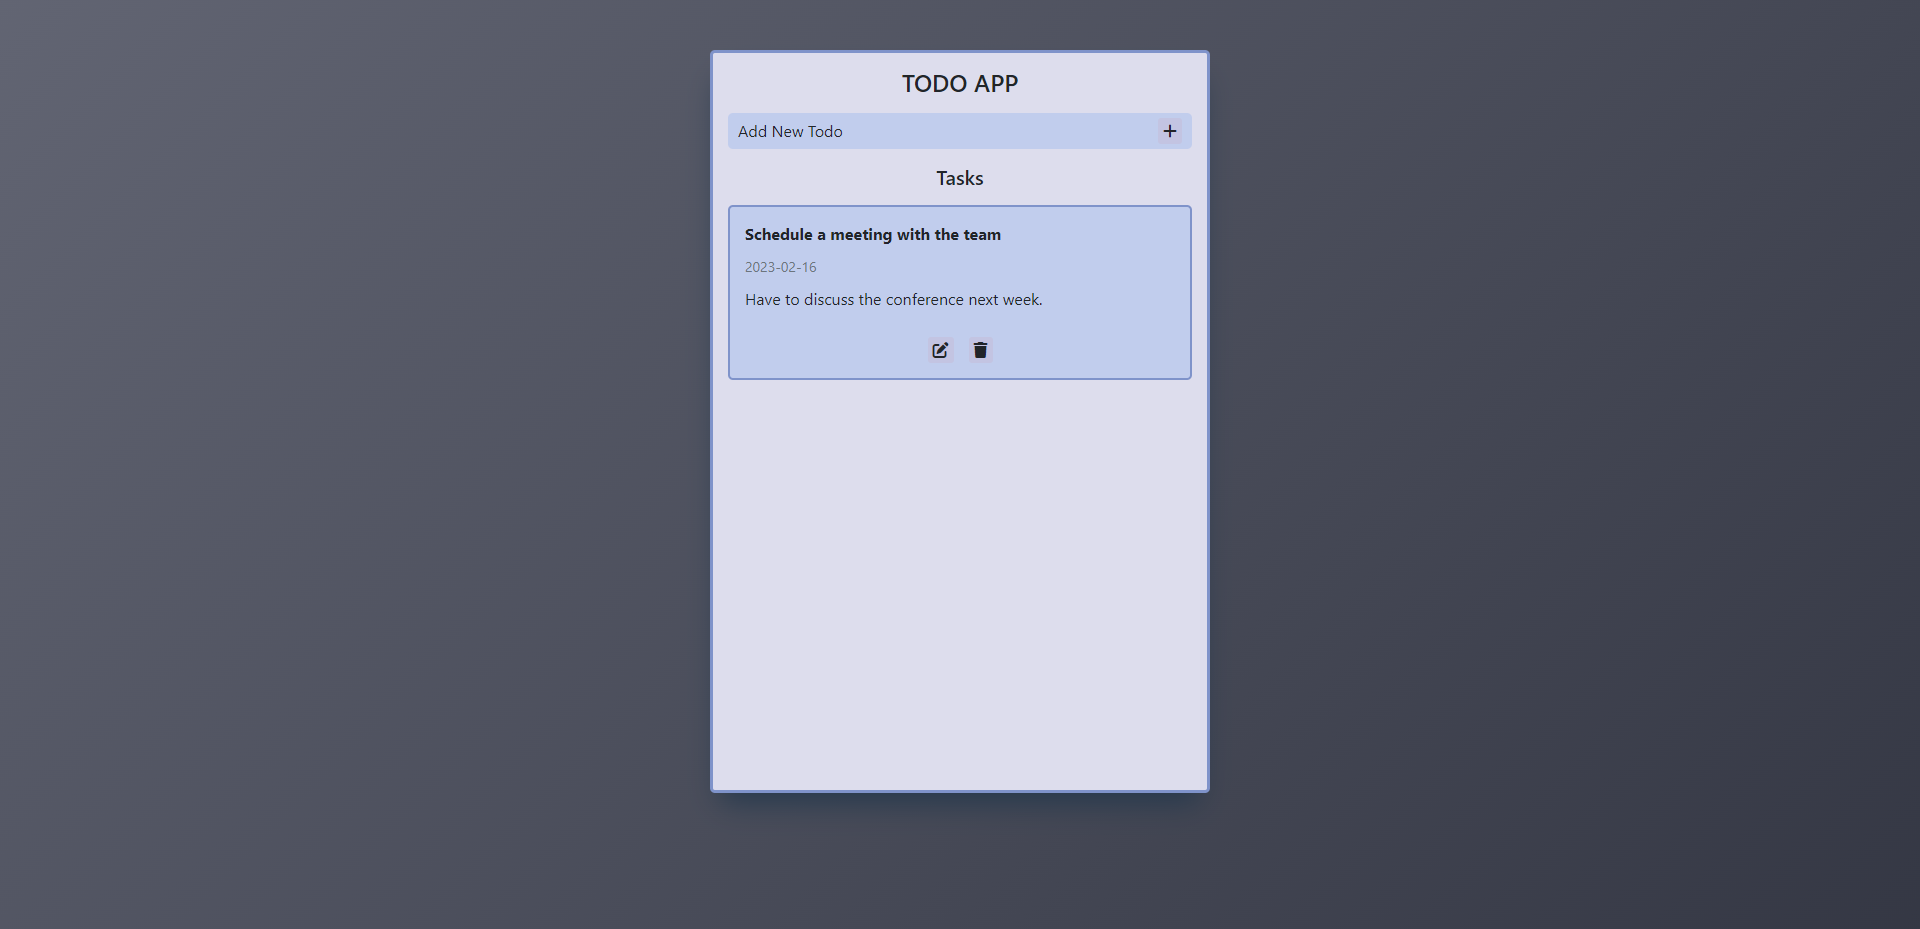 TODO APP
Add New Todo
Tasks
Schedule a meeting with the team
2023-02-16
Have to discuss the conference next week.